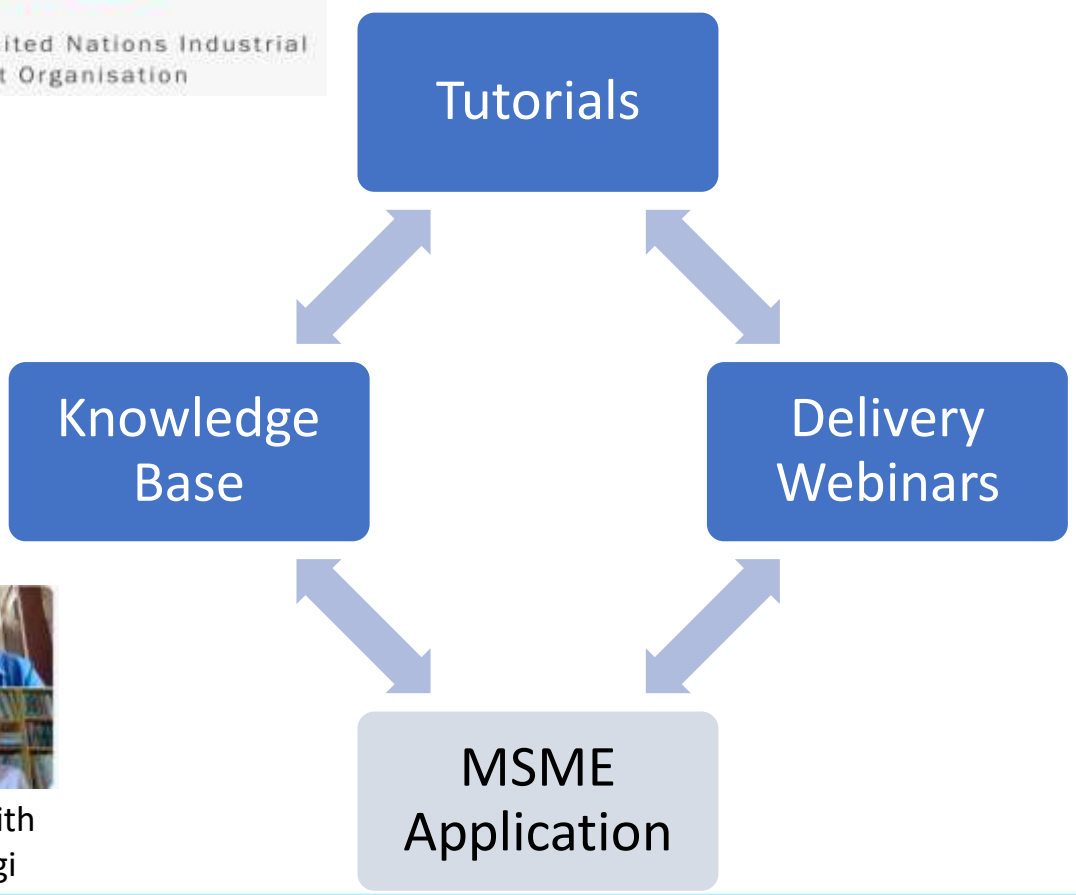 ited Nations Industrial
t Organisation
Tutorials
Knowledge
Base
Delivery
Webinars
MSME
Application
ith
gi